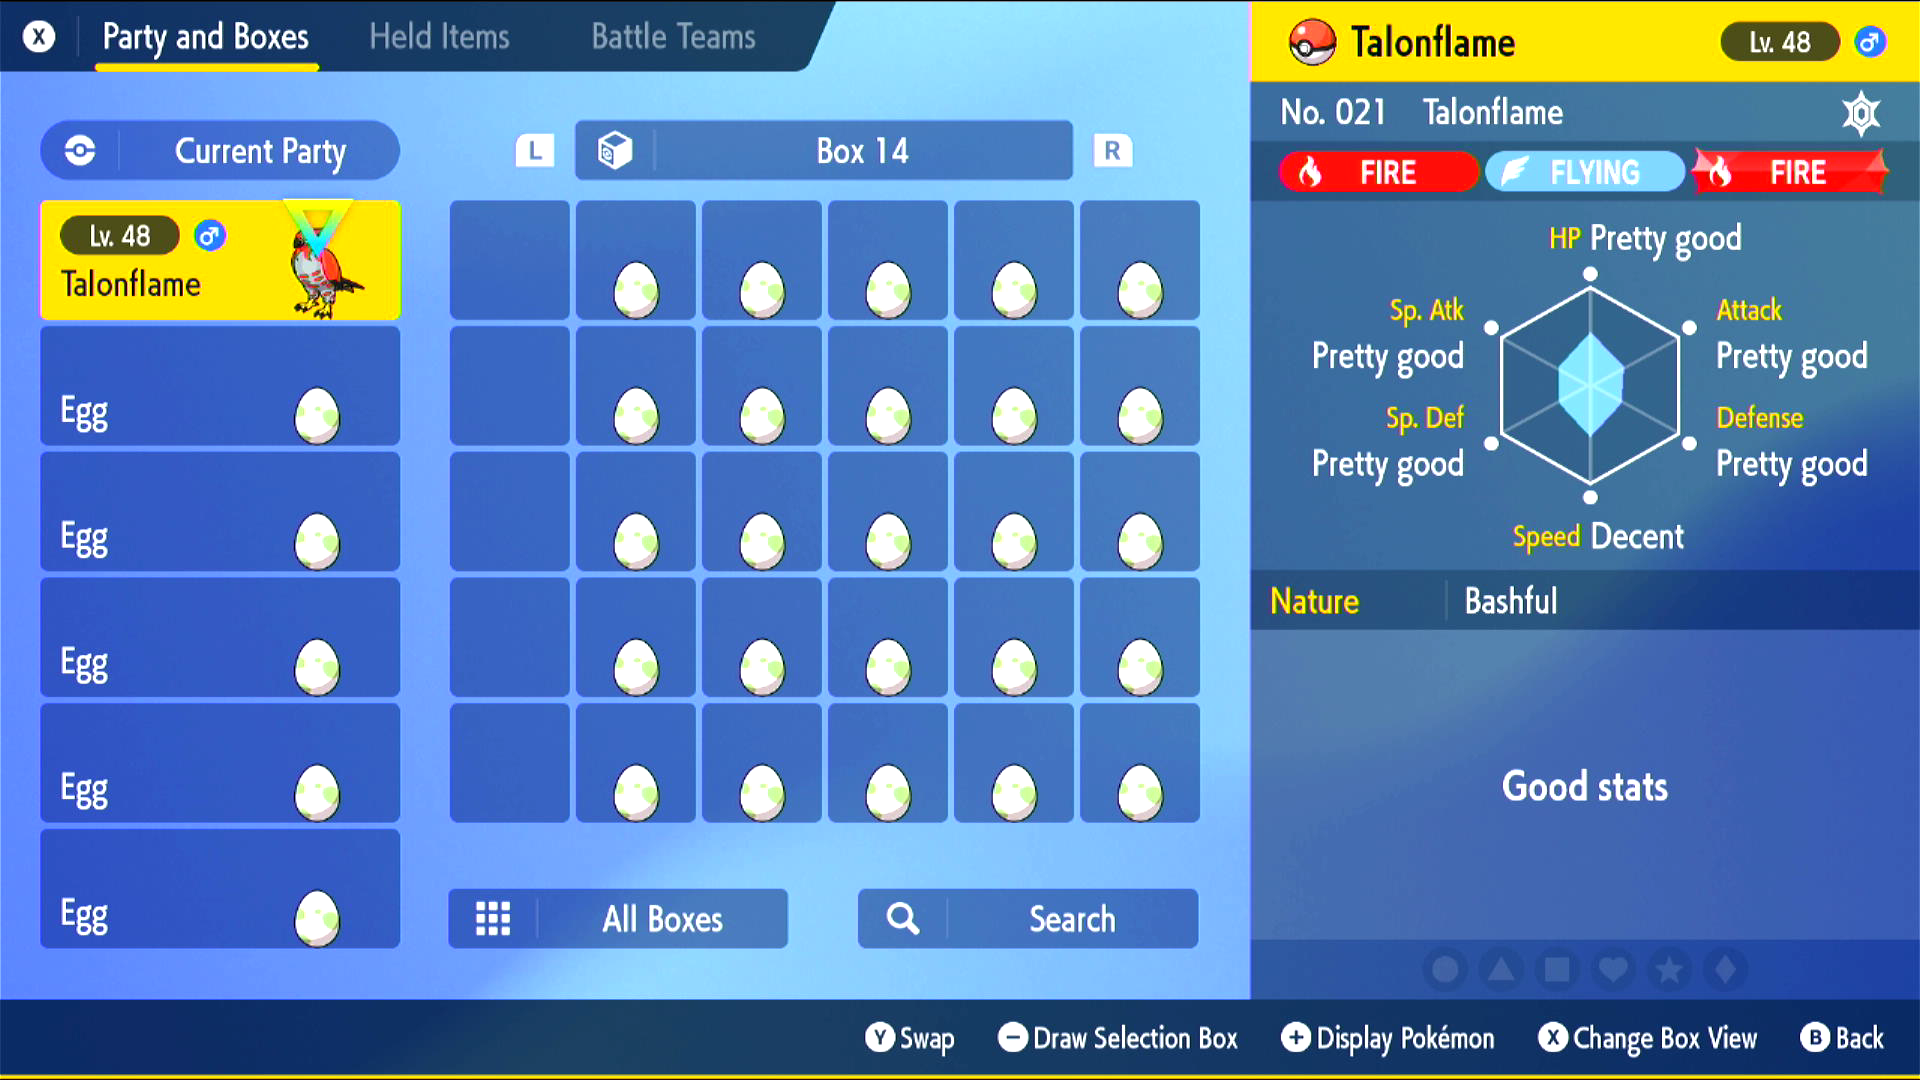 X Party and Boxes Held Items Battle Teams
Current Party
L Box 14 R
Lv. 48 ♂
Talonflame
Egg
Egg
Egg
Egg
Egg
All Boxes
Search
Talonflame Lv. 48 ♂
No. 021 Talonflame
FIRE FLYING FIRE
HP Pretty good
Sp. Atk
Pretty good
Attack
Pretty good
Sp. Def
Pretty good
Defense
Pretty good
Speed Decent
Nature Bashful
Good stats
Y Swap - Draw Selection Box + Display Pokémon X Change Box View B Back